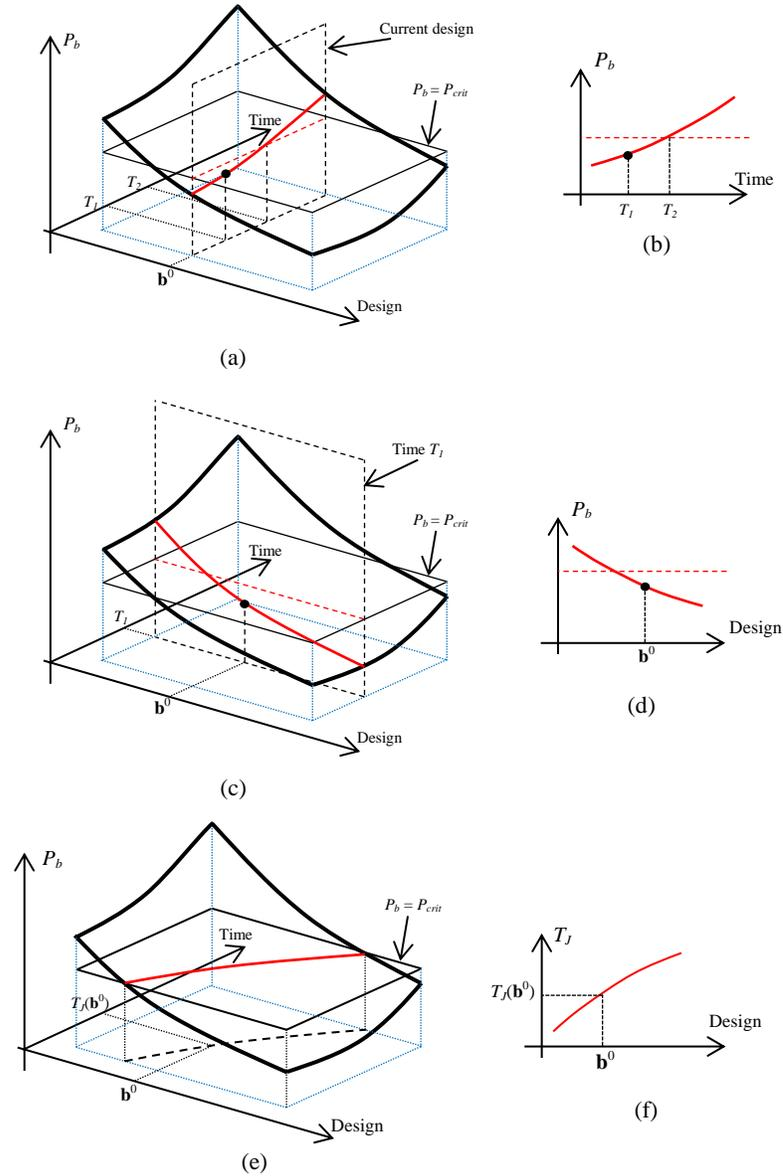 P_b
Current design
P_b = P_crit
Time
T_2
T_1
b^0
Design
(a)
P_b
Time
T_1
T_2
(b)
P_b
Time T_1
P_b = P_crit
Time
T_1
b^0
Design
(c)
P_b
Design
b^0
(d)
P_b
P_b = P_crit
Time
T_J(b^0)
b^0
Design
(e)
T_J
T_J(b^0)
Design
b^0
(f)